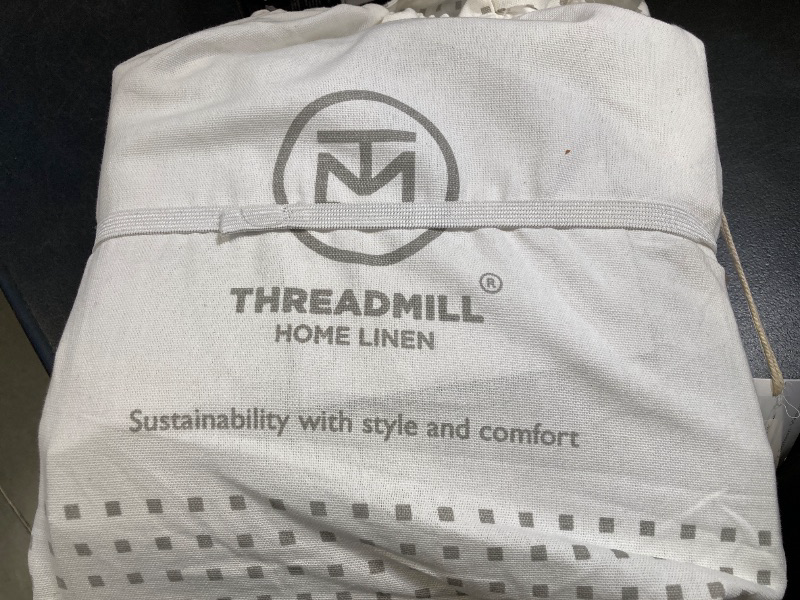 TM
THREADMILL®
HOME LINEN
Sustainability with style and comfort